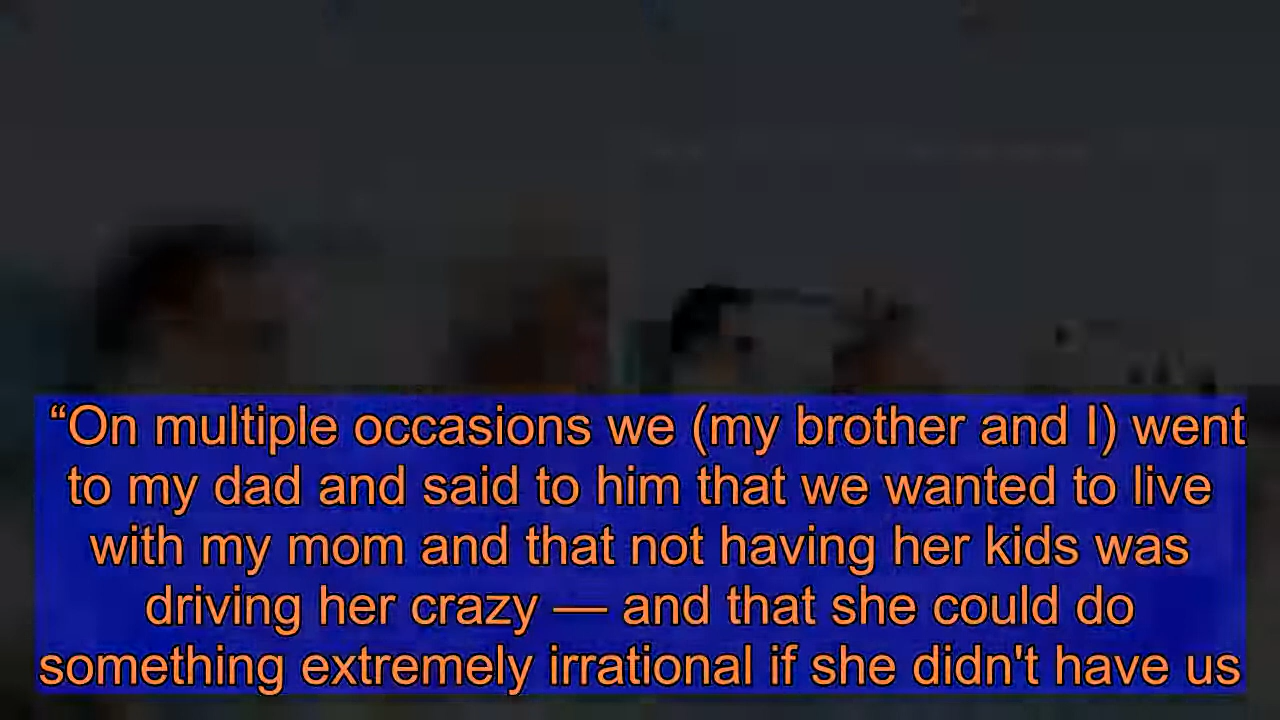 “On multiple occasions we (my brother and I) went
to my dad and said to him that we wanted to live
with my mom and that not having her kids was
driving her crazy — and that she could do
something extremely irrational if she didn't have us